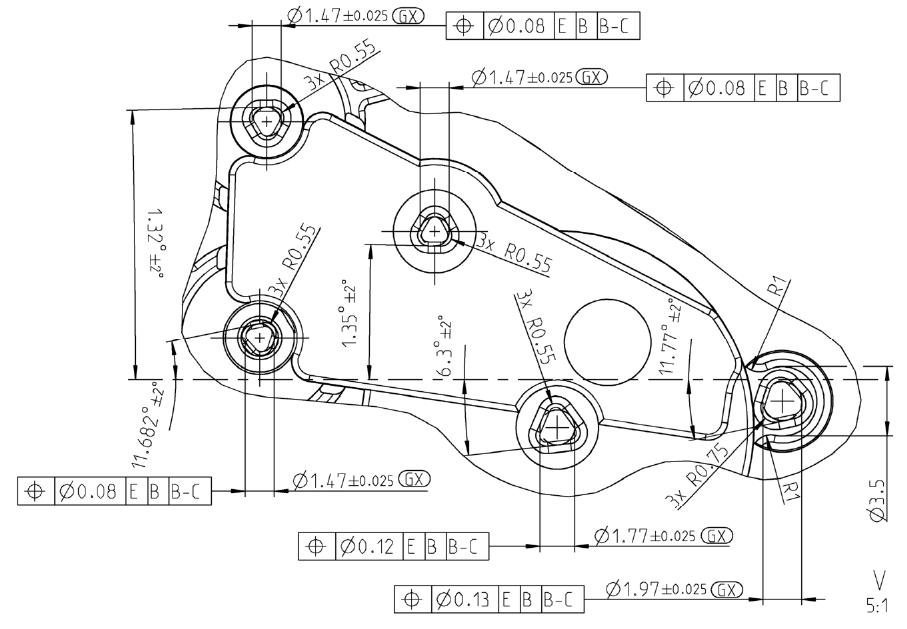 Ø1.47±0.025 GX
⌖ Ø0.08 E B B-C
3x R0.55
Ø1.47±0.025 GX
⌖ Ø0.08 E B B-C
1.32°±2°
3x R0.55
3x R0.55
1.35°±2°
3x R0.55
6.3°±2°
11.77°±2°
R1
11.682°±2°
3x R0.75
R1
Ø3.5
⌖ Ø0.08 E B B-C
Ø1.47±0.025 GX
⌖ Ø0.12 E B B-C
Ø1.77±0.025 GX
⌖ Ø0.13 E B B-C
Ø1.97±0.025 GX
V
5:1